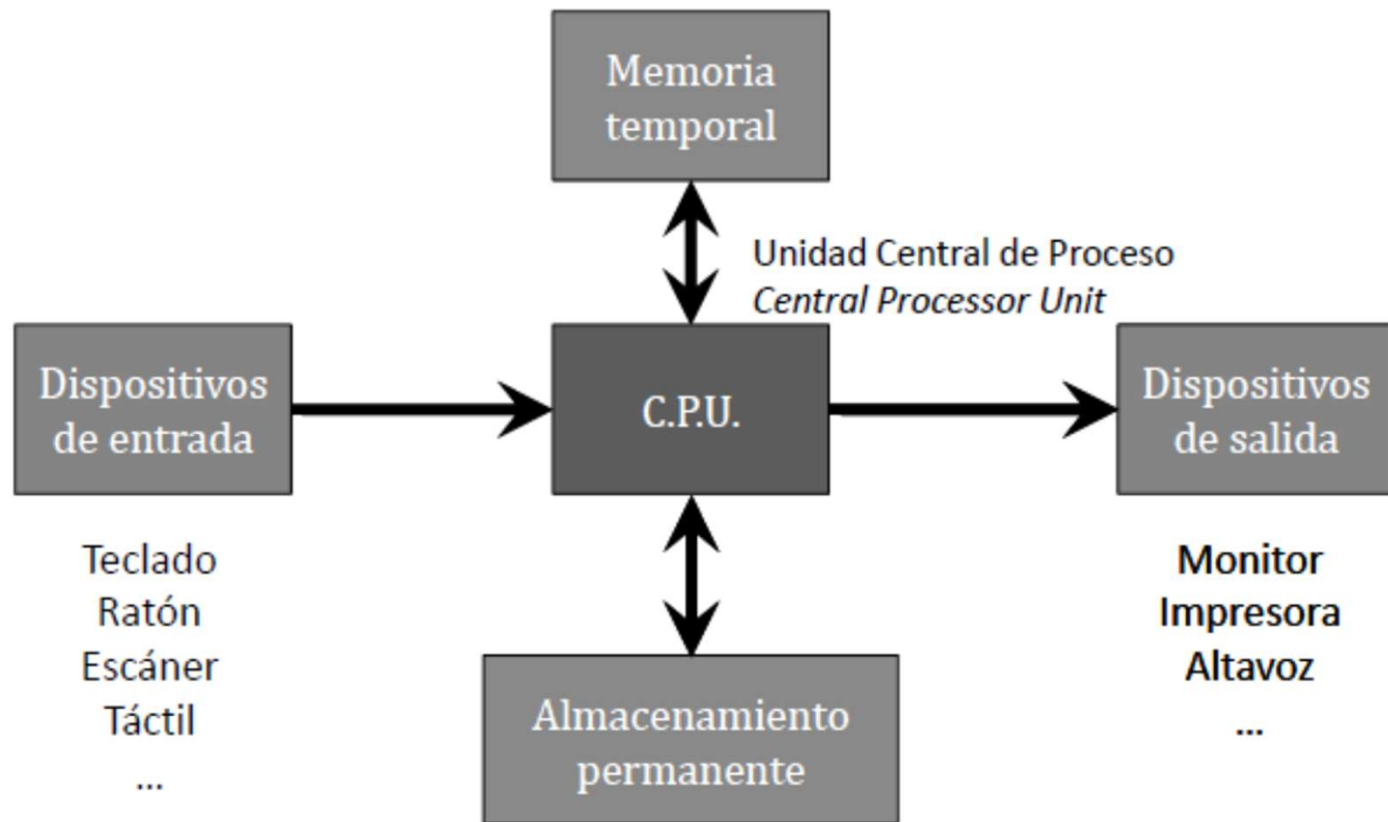 Memoria
temporal
Unidad Central de Proceso
Central Processor Unit
Dispositivos
de entrada
C.P.U.
Dispositivos
de salida
Teclado
Ratón
Escáner
Táctil
...
Monitor
Impresora
Altavoz
...
Almacenamiento
permanente